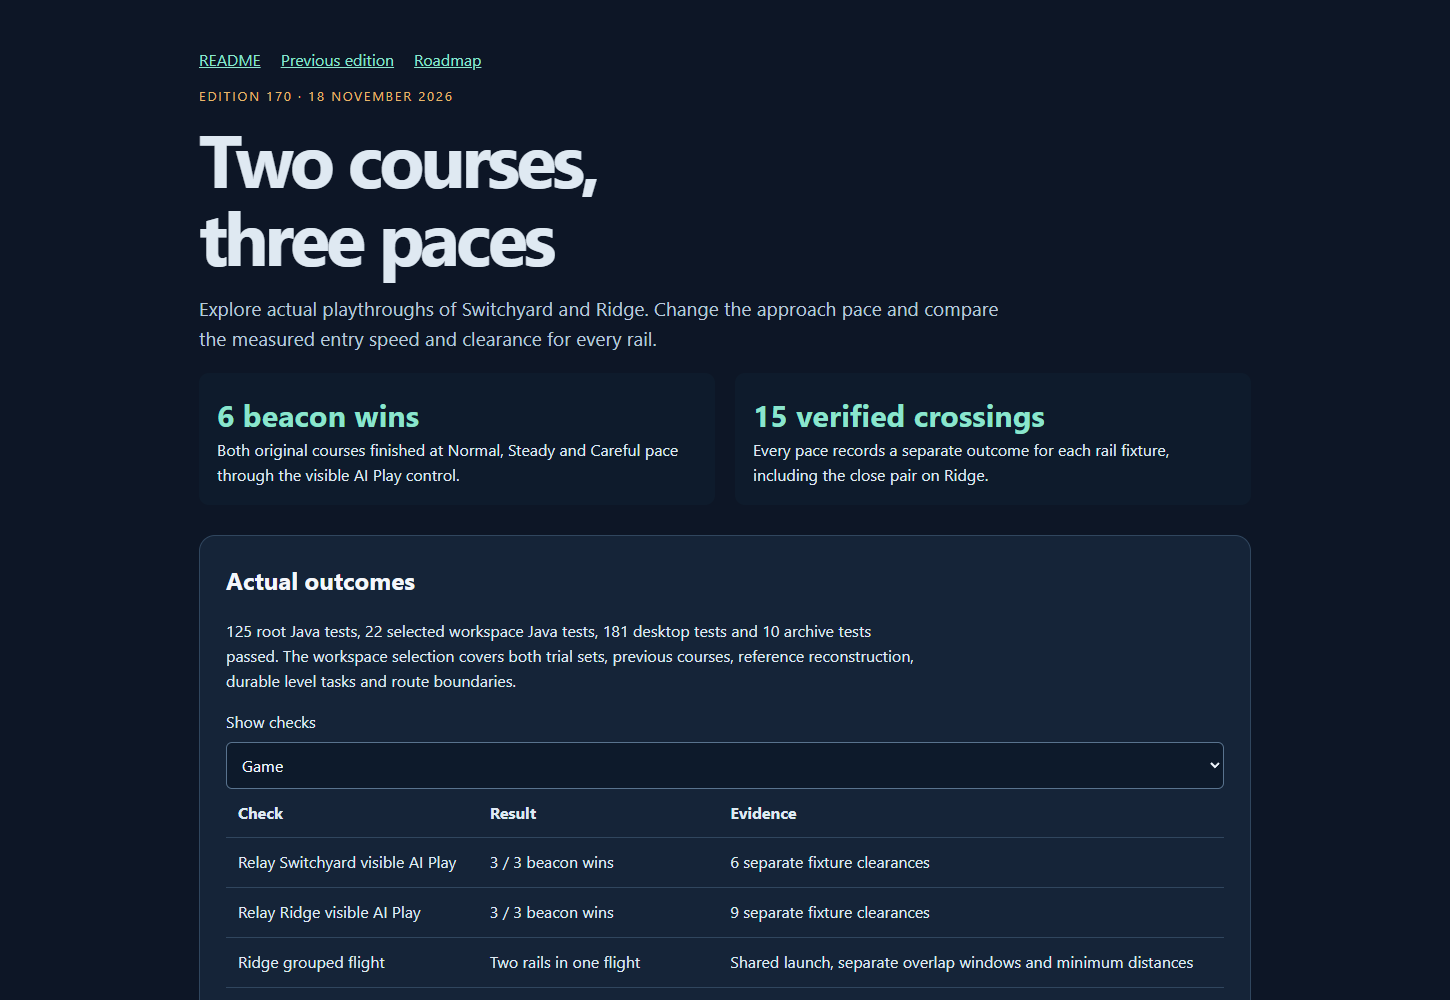 README Previous edition Roadmap
EDITION 170 · 18 NOVEMBER 2026
Two courses,
three paces
Explore actual playthroughs of Switchyard and Ridge. Change the approach pace and compare
the measured entry speed and clearance for every rail.
6 beacon wins
Both original courses finished at Normal, Steady and Careful pace
through the visible AI Play control.
15 verified crossings
Every pace records a separate outcome for each rail fixture,
including the close pair on Ridge.
Actual outcomes
125 root Java tests, 22 selected workspace Java tests, 181 desktop tests and 10 archive tests
passed. The workspace selection covers both trial sets, previous courses, reference reconstruction,
durable level tasks and route boundaries.
Show checks
Game
Check Result Evidence
Relay Switchyard visible AI Play 3 / 3 beacon wins 6 separate fixture clearances
Relay Ridge visible AI Play 3 / 3 beacon wins 9 separate fixture clearances
Ridge grouped flight Two rails in one flight Shared launch, separate overlap windows and minimum distances